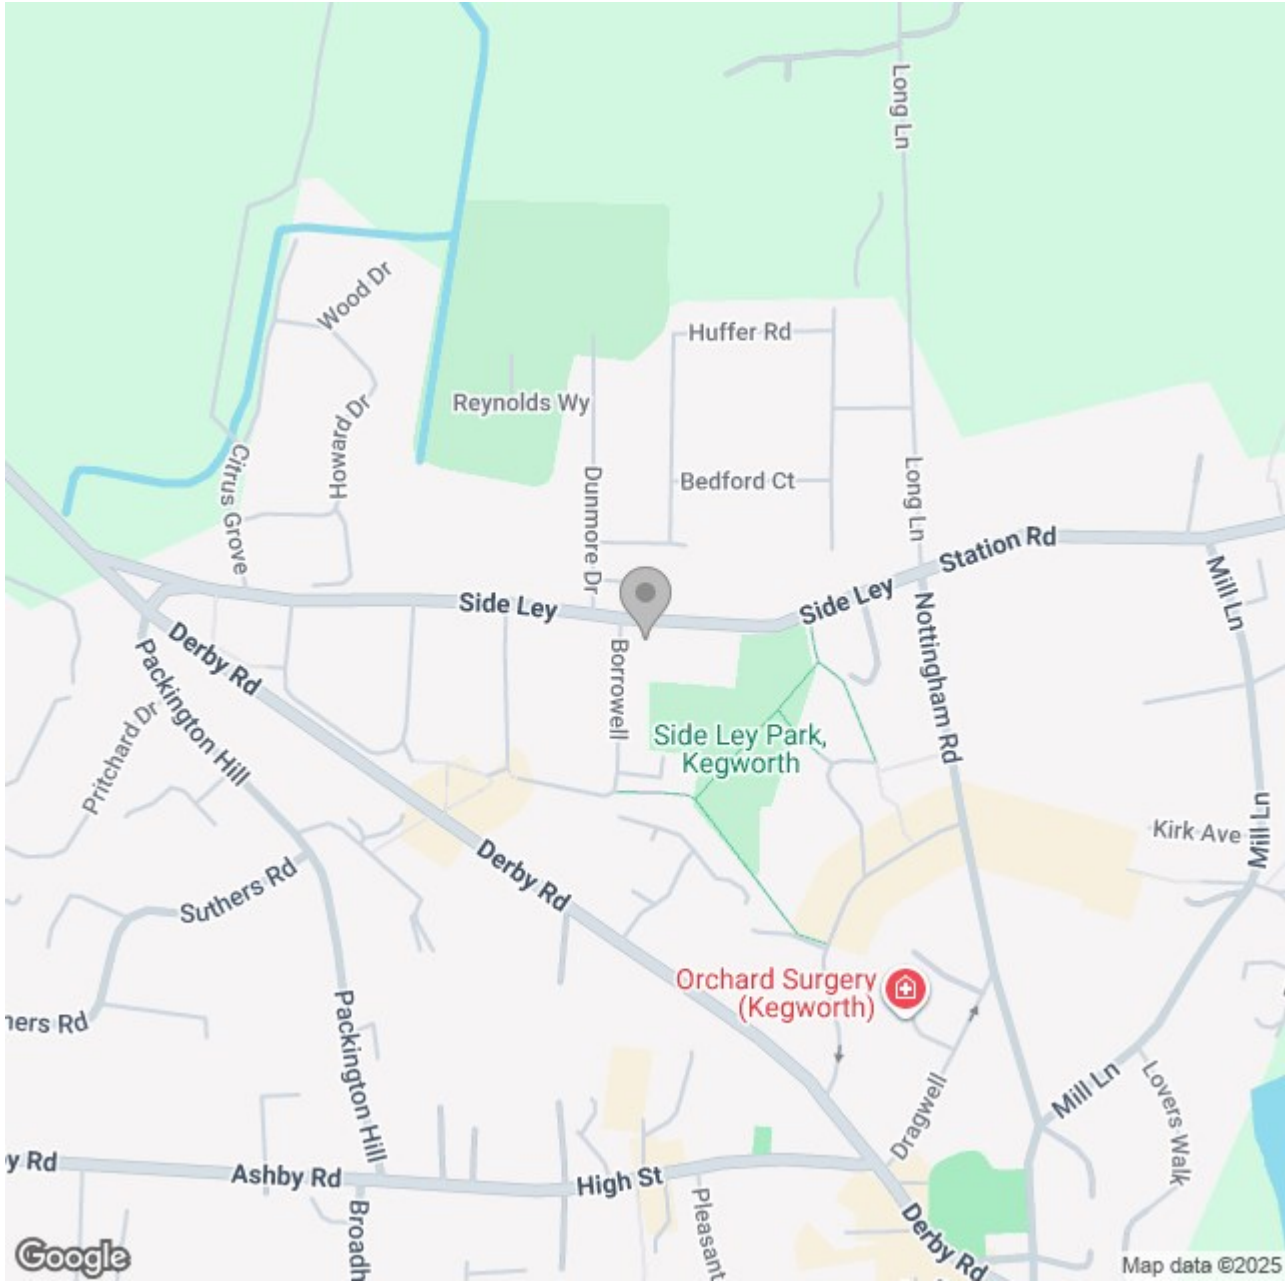 Long Ln
Wood Dr
Huffer Rd
Reynolds Wy
Howard Dr
Citrus Grove
Dunmore Dr
Bedford Ct
Long Ln
Station Rd
Side Ley
Side Ley
Mill Ln
Derby Rd
Packington Hill
Pritchard Dr
Borrowell
Nottingham Rd
Side Ley Park,
Kegworth
Mill Ln
Kirk Ave
Derby Rd
Suthers Rd
Orchard Surgery
(Kegworth)
hers Rd
Packington Hill
Mill Ln
Lovers Walk
Dragwell
y Rd
Ashby Rd
High St
Broadh
Pleasant
Derby Rd
Google
Map data ©2025